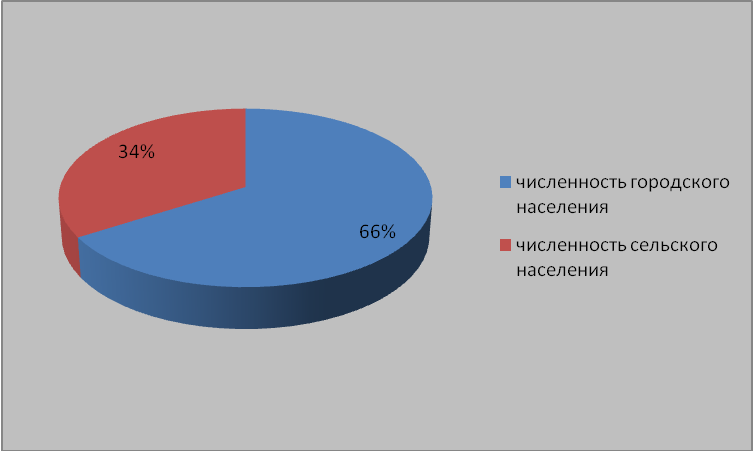 34%
66%
численность городского
населения
численность сельского
населения